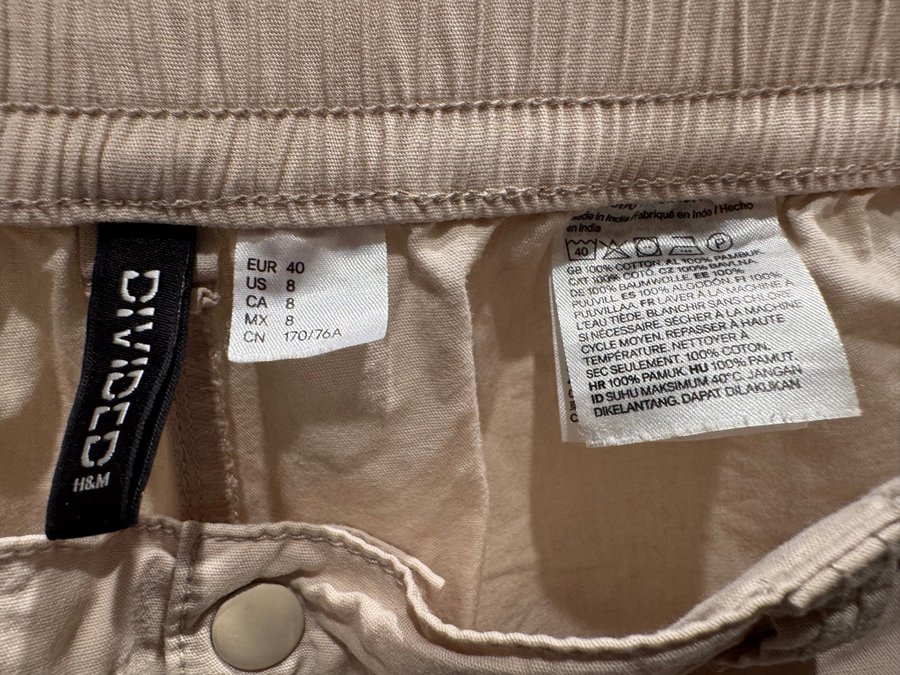 DIVIDED
H&M
EUR 40
US 8
CA 8
MX 8
CN 170/76A
Made in India/Fabriqué en Inde/Hecho
en India
40 P
GB 100% COTTON. AL 100% PAMBUK.
CAT 100% COTÓ. CZ 100% BAVLNA.
DE 100% BAUMWOLLE. EE 100%
PUUVILL. ES 100% ALGODÓN. FI 100%
PUUVILLAA. FR LAVER À LA MACHINE À
L'EAU TIÈDE. BLANCHIR SANS CHLORE
SI NÉCESSAIRE. SÉCHER À LA MACHINE
CYCLE MOYEN. REPASSER À HAUTE
TEMPÉRATURE. NETTOYER À
SEC SEULEMENT. 100% COTON.
HR 100% PAMUK. HU 100% PAMUT.
ID SUHU MAKSIMUM 40°C. JANGAN
DIKELANTANG. DAPAT DILAKUKAN